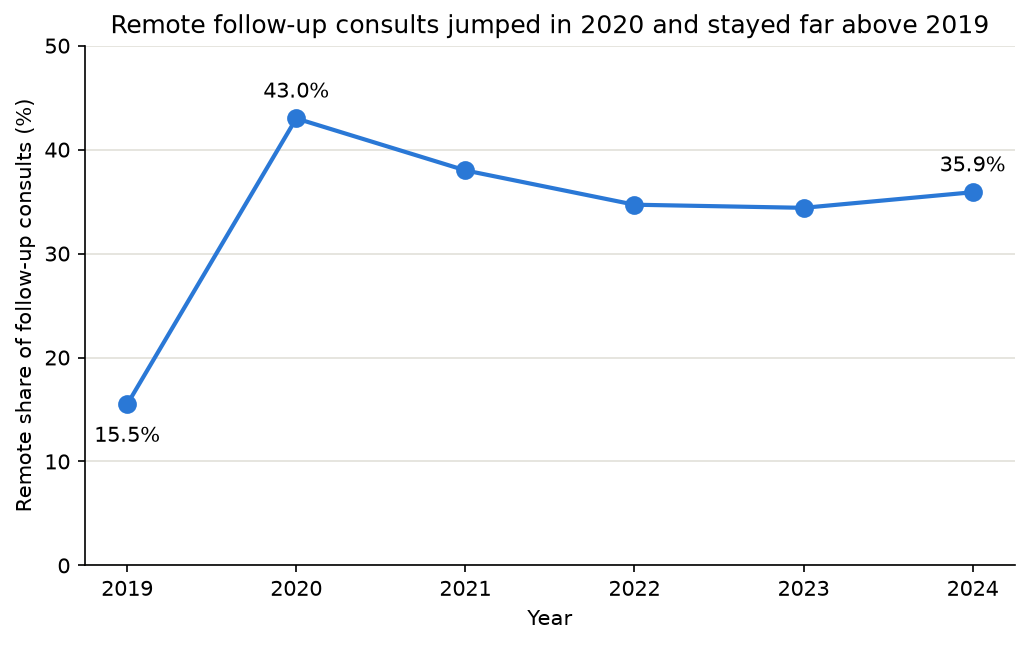 Remote follow-up consults jumped in 2020 and stayed far above 2019
Remote share of follow-up consults (%)
50
40
30
20
10
0
43.0%
35.9%
15.5%
2019 2020 2021 2022 2023 2024
Year